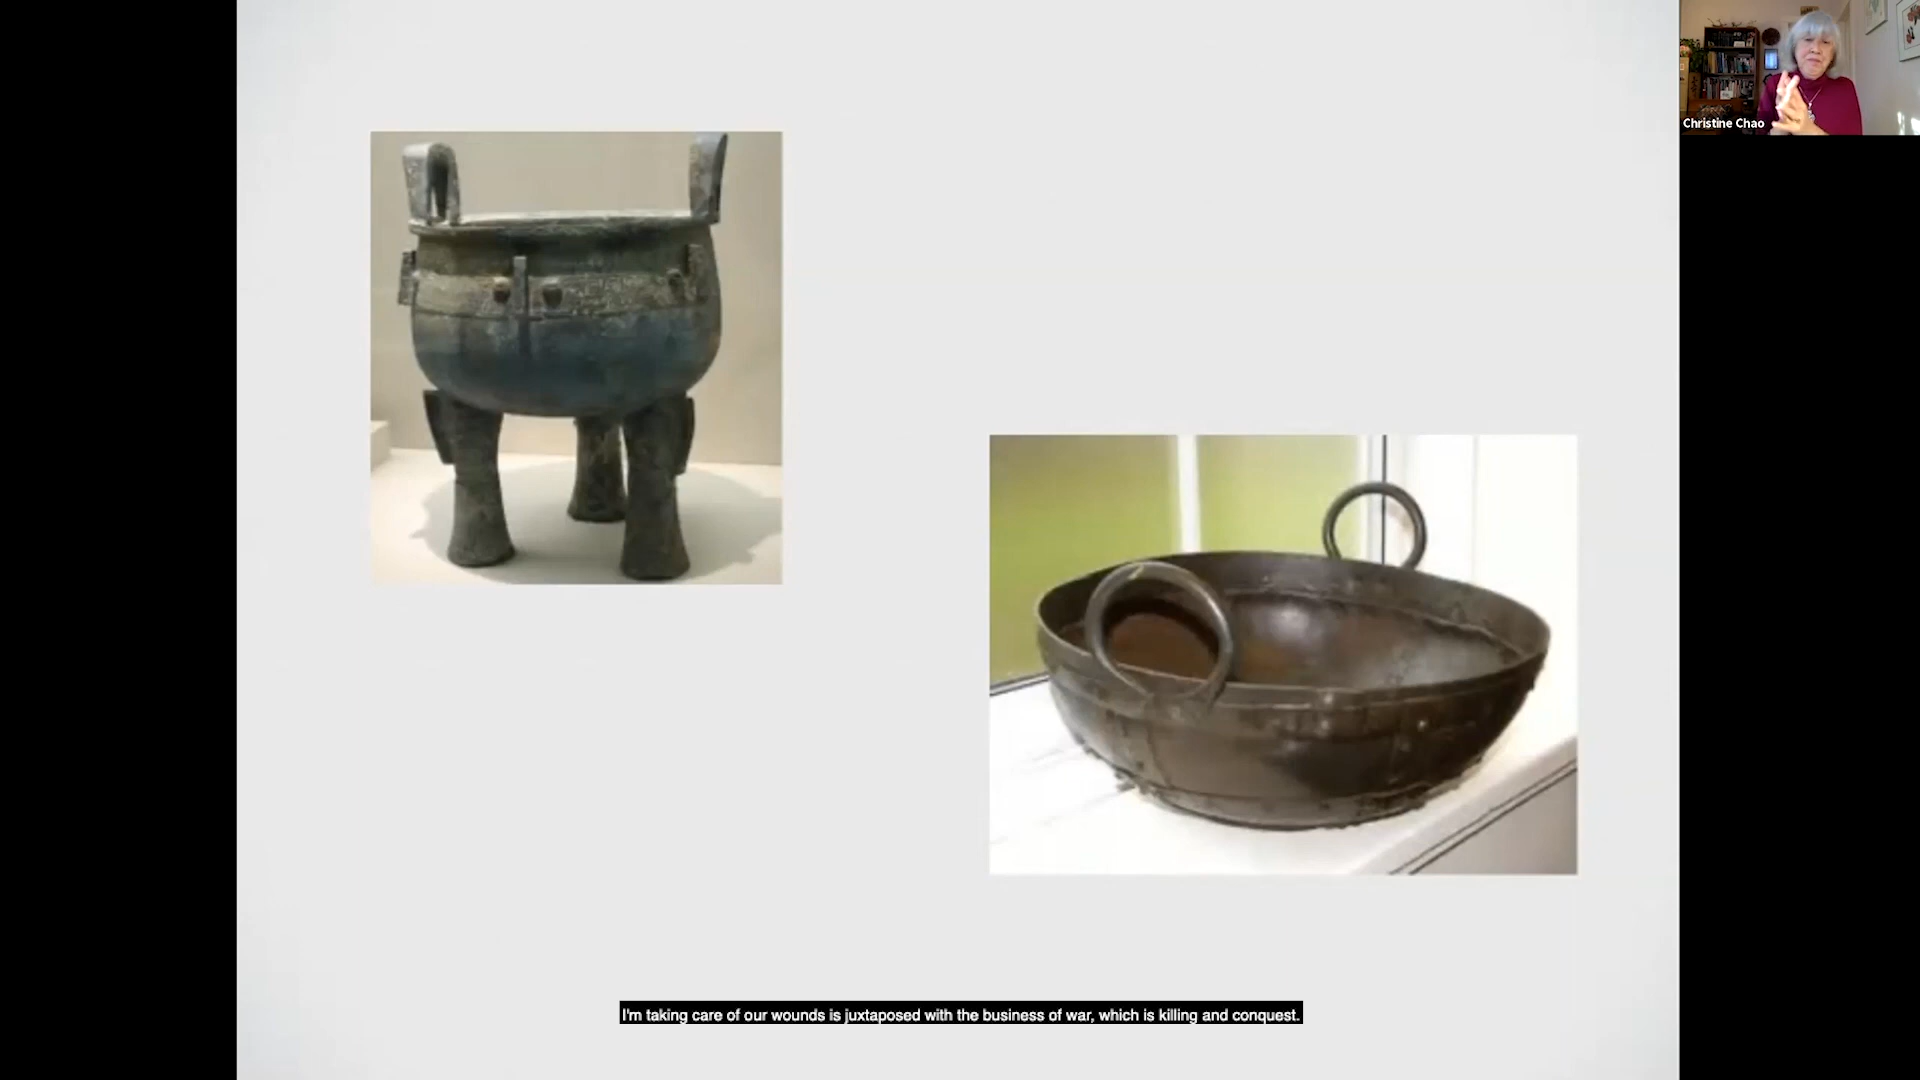 Christine Chao
I'm taking care of our wounds is juxtaposed with the business of war, which is killing and conquest.